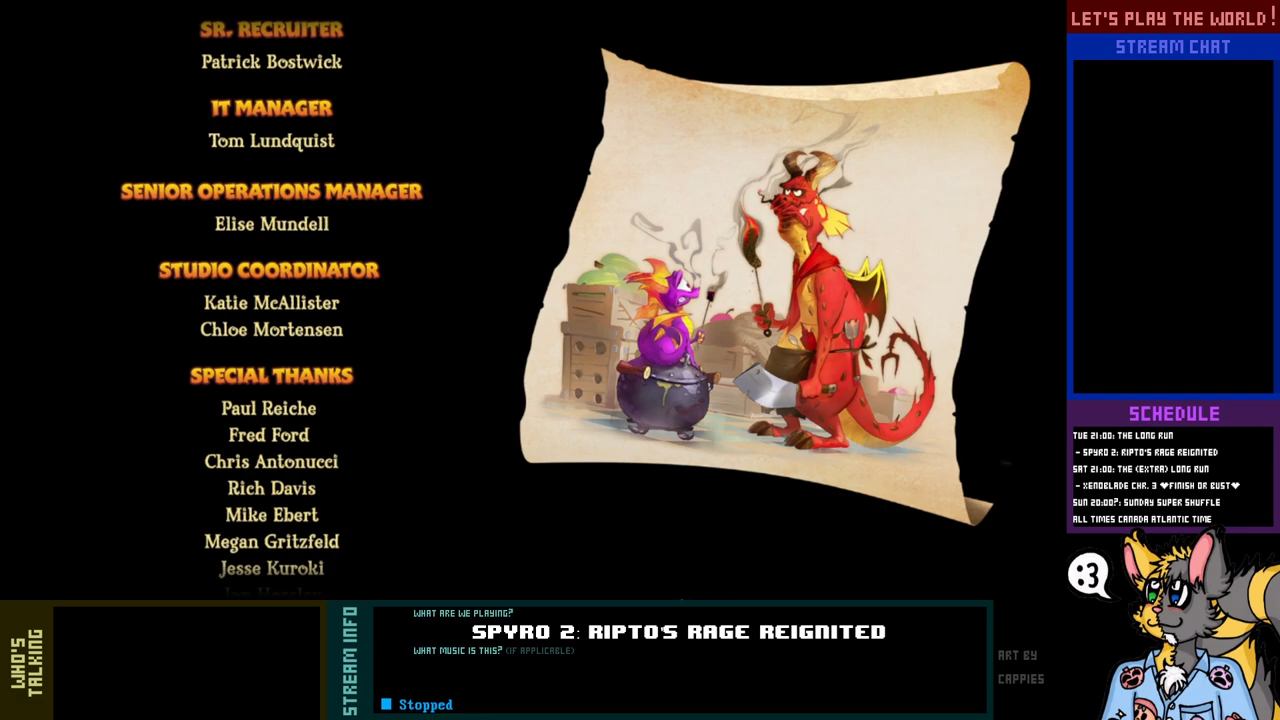 SR. RECRUITER
Patrick Bostwick
IT MANAGER
Tom Lundquist
SENIOR OPERATIONS MANAGER
Elise Mundell
STUDIO COORDINATOR
Katie McAllister
Chloe Mortensen
SPECIAL THANKS
Paul Reiche
Fred Ford
Chris Antonucci
Rich Davis
Mike Ebert
Megan Gritzfeld
Jesse Kuroki
LET'S PLAY THE WORLD!
STREAM CHAT
SCHEDULE
TUE 21:00: THE LONG RUN
- SPYRO 2: RIPTO'S RAGE REIGNITED
SAT 21:00: THE (EXTRA) LONG RUN
- XENOBLADE CHR. 3 ❤FINISH OR BUST❤
SUN 20:00?: SUNDAY SUPER SHUFFLE
ALL TIMES CANADA ATLANTIC TIME
:3
WHO'S
TALKING
STREAM INFO
WHAT ARE WE PLAYING?
SPYRO 2: RIPTO'S RAGE REIGNITED
WHAT MUSIC IS THIS? (IF APPLICABLE)
Stopped
ART BY
CAPPIES